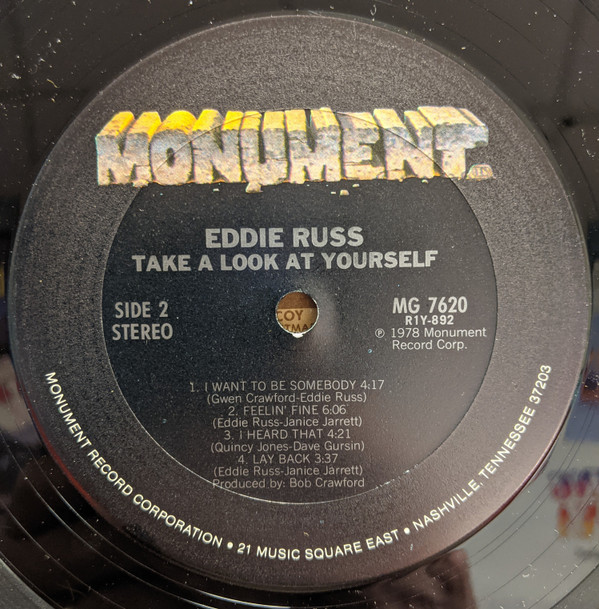 MONUMENT
EDDIE RUSS
TAKE A LOOK AT YOURSELF
SIDE 2
STEREO
MG 7620
R1Y-892
℗ 1978 Monument
Record Corp.
COY
1. I WANT TO BE SOMEBODY 4:17
(Gwen Crawford-Eddie Russ)
2. FEELIN' FINE 6:06
(Eddie Russ-Janice Jarrett)
3. I HEARD THAT 4:21
(Quincy Jones-Dave Gursin)
4. LAY BACK 3:37
(Eddie Russ-Janice Jarrett)
Produced by: Bob Crawford
MONUMENT RECORD CORPORATION • 21 MUSIC SQUARE EAST • NASHVILLE, TENNESSEE 37203